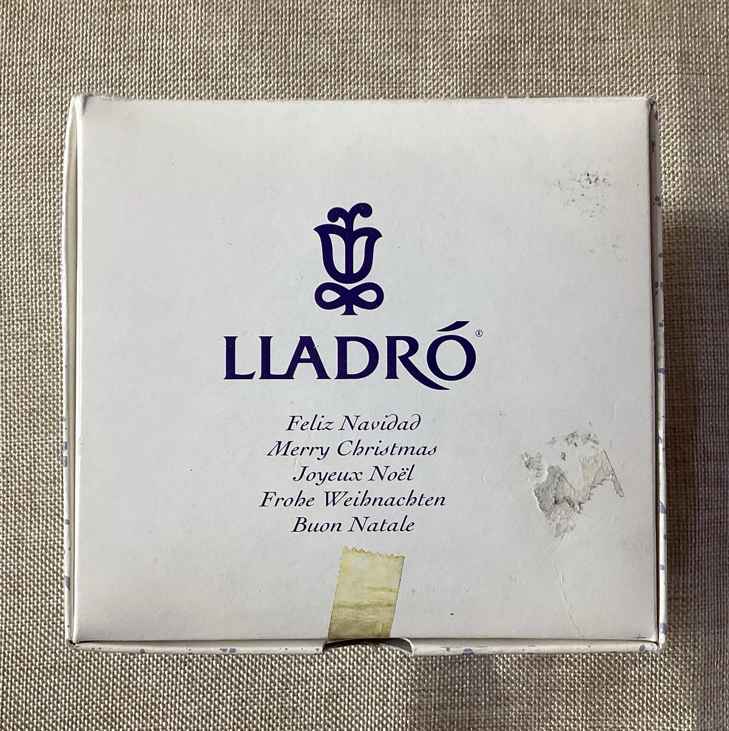 LLADRÓ®
Feliz Navidad
Merry Christmas
Joyeux Noël
Frohe Weihnachten
Buon Natale